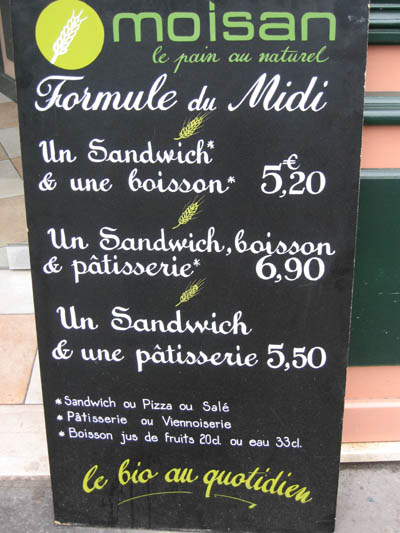 moisan
le pain au naturel
Formule du Midi
Un Sandwich*
& une boisson* 5,20 €
Un Sandwich, boisson
& pâtisserie* 6,90
Un Sandwich
& une pâtisserie 5,50
*Sandwich ou Pizza ou Salé
*Pâtisserie ou Viennoiserie
*Boisson jus de fruits 20cl. ou eau 33cl.
le bio au quotidien